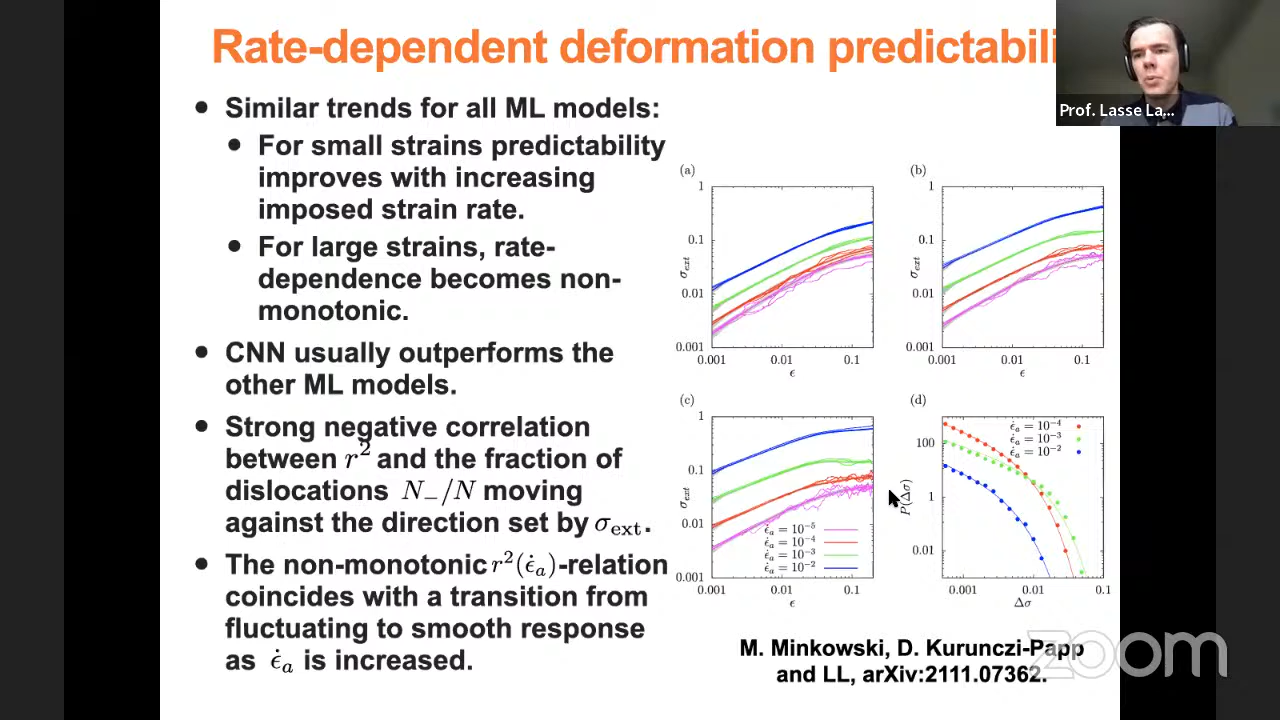 Rate-dependent deformation predictabili
Prof. Lasse La...
• Similar trends for all ML models:
• For small strains predictability
improves with increasing
imposed strain rate.
• For large strains, rate-
dependence becomes non-
monotonic.
• CNN usually outperforms the
other ML models.
• Strong negative correlation
between r² and the fraction of
dislocations N₋/N moving
against the direction set by σext.
• The non-monotonic r²(ϵ̇ₐ)-relation
coincides with a transition from
fluctuating to smooth response
as ϵ̇ₐ is increased.
(a)
1
0.1
0.01
0.001
σext
0.001 0.01 0.1
ϵ
(b)
1
0.1
0.01
0.001
σext
0.001 0.01 0.1
ϵ
(c)
1
0.1
0.01
0.001
σext
ϵ̇ₐ = 10⁻⁵
ϵ̇ₐ = 10⁻⁴
ϵ̇ₐ = 10⁻³
ϵ̇ₐ = 10⁻²
0.001 0.01 0.1
ϵ
(d)
ϵ̇ₐ = 10⁻⁴
ϵ̇ₐ = 10⁻³
ϵ̇ₐ = 10⁻²
100
1
0.01
P(Δσ)
0.001 0.01 0.1
Δσ
M. Minkowski, D. Kurunczi-Papp
and LL, arXiv:2111.07362.
zoom